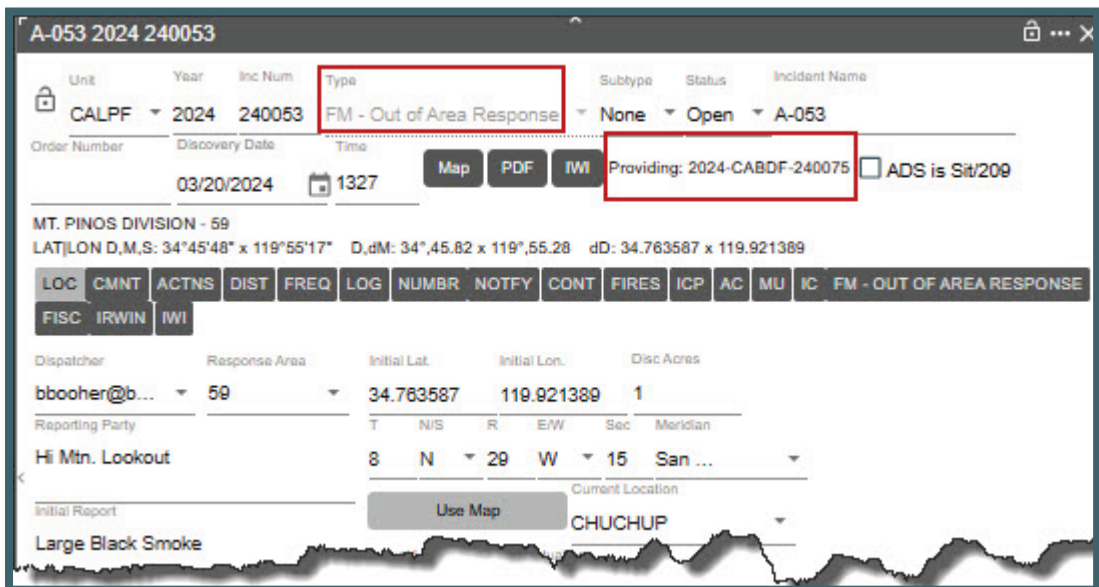 A-053 2024 240053
Unit Year Inc Num Type Subtype Status Incident Name
CALPF 2024 240053 FM - Out of Area Response None Open A-053
Order Number Discovery Date Time
03/20/2024 1327 Map PDF IWI Providing: 2024-CABDF-240075 ADS is Sit/209
MT. PINOS DIVISION - 59
LAT|LON D,M,S: 34°45'48" x 119°55'17" D,dM: 34°,45.82 x 119°,55.28 dD: 34.763587 x 119.921389
LOC CMNT ACTNS DIST FREQ LOG NUMBR NOTFY CONT FIRES ICP AC MU IC FM - OUT OF AREA RESPONSE
FISC IRWIN IWI
Dispatcher Response Area Initial Lat. Initial Lon. Disc Acres
bbooher@b... 59 34.763587 119.921389 1
Reporting Party T N/S R E/W Sec Meridian
Hi Mtn. Lookout 8 N 29 W 15 San ...
Initial Report Use Map Current Location
Large Black Smoke CHUCHUP